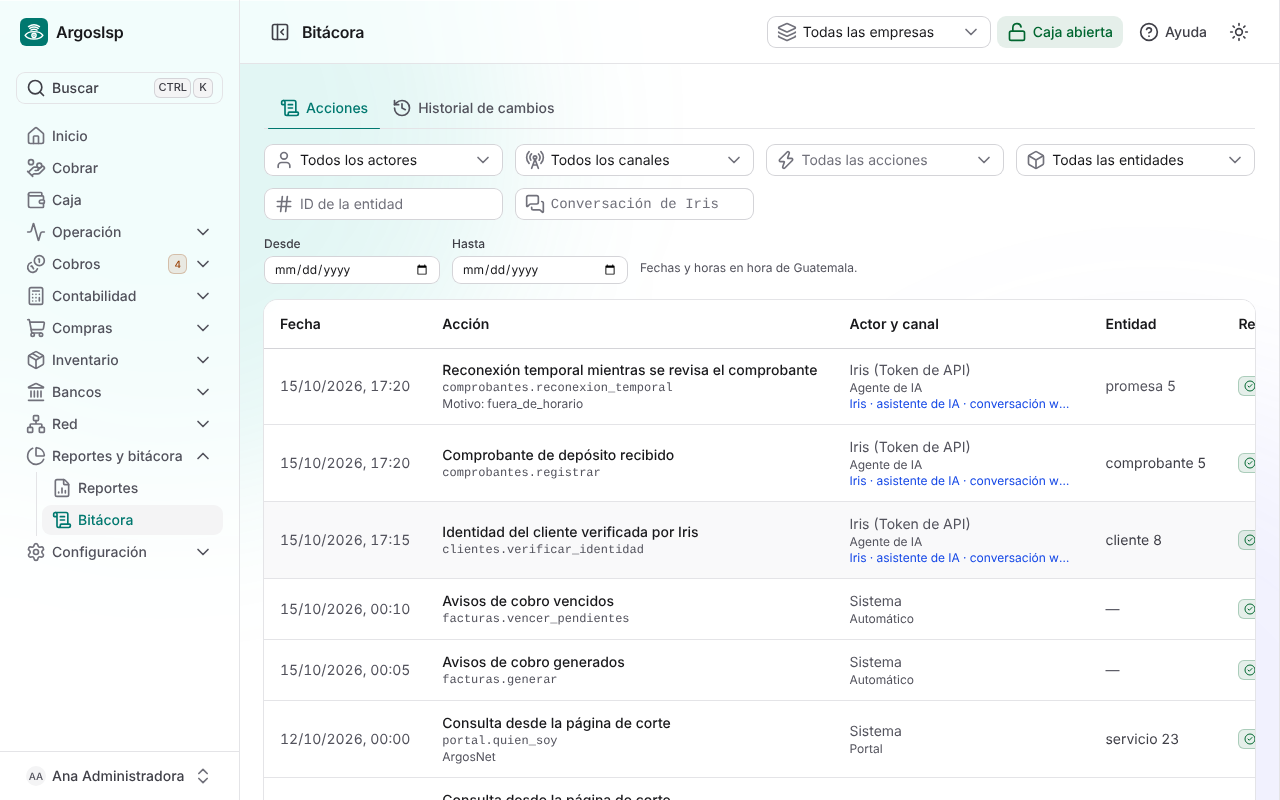 ArgosIsp
Bitácora
Todas las empresas
Caja abierta
Ayuda
Buscar
CTRL K
Inicio
Cobrar
Caja
Operación
Cobros 4
Contabilidad
Compras
Inventario
Bancos
Red
Reportes y bitácora
Reportes
Bitácora
Configuración
AA Ana Administradora
Acciones
Historial de cambios
Todos los actores
Todos los canales
Todas las acciones
Todas las entidades
ID de la entidad
Conversación de Iris
Desde
Hasta
mm/dd/yyyy
mm/dd/yyyy
Fechas y horas en hora de Guatemala.
Fecha Acción Actor y canal Entidad Re
15/10/2026, 17:20
Reconexión temporal mientras se revisa el comprobante
comprobantes.reconexion_temporal
Motivo: fuera_de_horario
Iris (Token de API)
Agente de IA
Iris · asistente de IA · conversación w…
promesa 5
15/10/2026, 17:20
Comprobante de depósito recibido
comprobantes.registrar
Iris (Token de API)
Agente de IA
Iris · asistente de IA · conversación w…
comprobante 5
15/10/2026, 17:15
Identidad del cliente verificada por Iris
clientes.verificar_identidad
Iris (Token de API)
Agente de IA
Iris · asistente de IA · conversación w…
cliente 8
15/10/2026, 00:10
Avisos de cobro vencidos
facturas.vencer_pendientes
Sistema
Automático
—
15/10/2026, 00:05
Avisos de cobro generados
facturas.generar
Sistema
Automático
—
12/10/2026, 00:00
Consulta desde la página de corte
portal.quien_soy
ArgosNet
Sistema
Portal
servicio 23
Consulta desde la página de corte